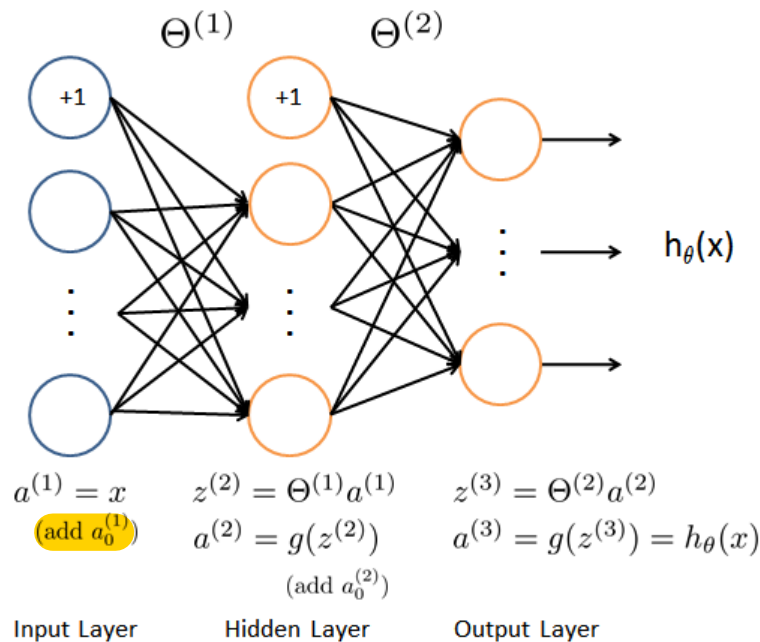 Θ^(1) Θ^(2)
+1 +1
h_θ(x)
a^(1) = x z^(2) = Θ^(1)a^(1) z^(3) = Θ^(2)a^(2)
(add a_0^(1)) a^(2) = g(z^(2)) a^(3) = g(z^(3)) = h_θ(x)
(add a_0^(2))
Input Layer Hidden Layer Output Layer